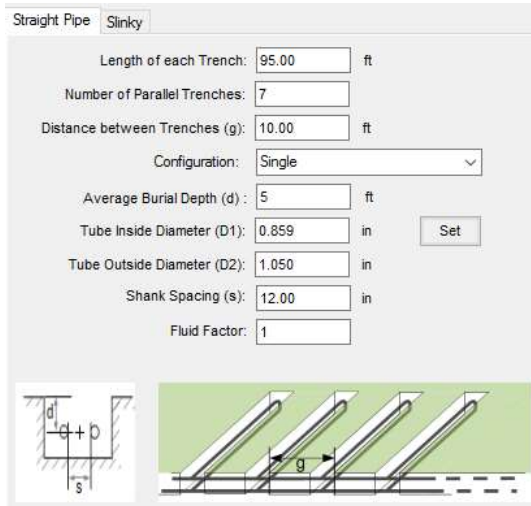 Straight Pipe Slinky
Length of each Trench: 95.00 ft
Number of Parallel Trenches: 7
Distance between Trenches (g): 10.00 ft
Configuration: Single
Average Burial Depth (d) : 5 ft
Tube Inside Diameter (D1): 0.859 in Set
Tube Outside Diameter (D2): 1.050 in
Shank Spacing (s): 12.00 in
Fluid Factor: 1
d
g
s